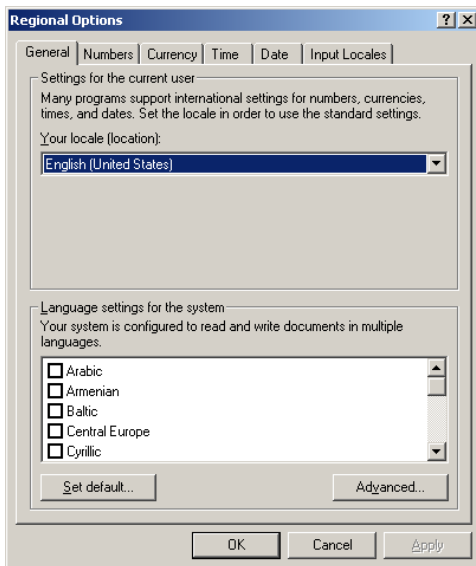 Regional Options
General Numbers Currency Time Date Input Locales
Settings for the current user
Many programs support international settings for numbers, currencies,
times, and dates. Set the locale in order to use the standard settings.
Your locale (location):
English (United States)
Language settings for the system
Your system is configured to read and write documents in multiple
languages.
Arabic
Armenian
Baltic
Central Europe
Cyrillic
Set default... Advanced...
OK Cancel Apply